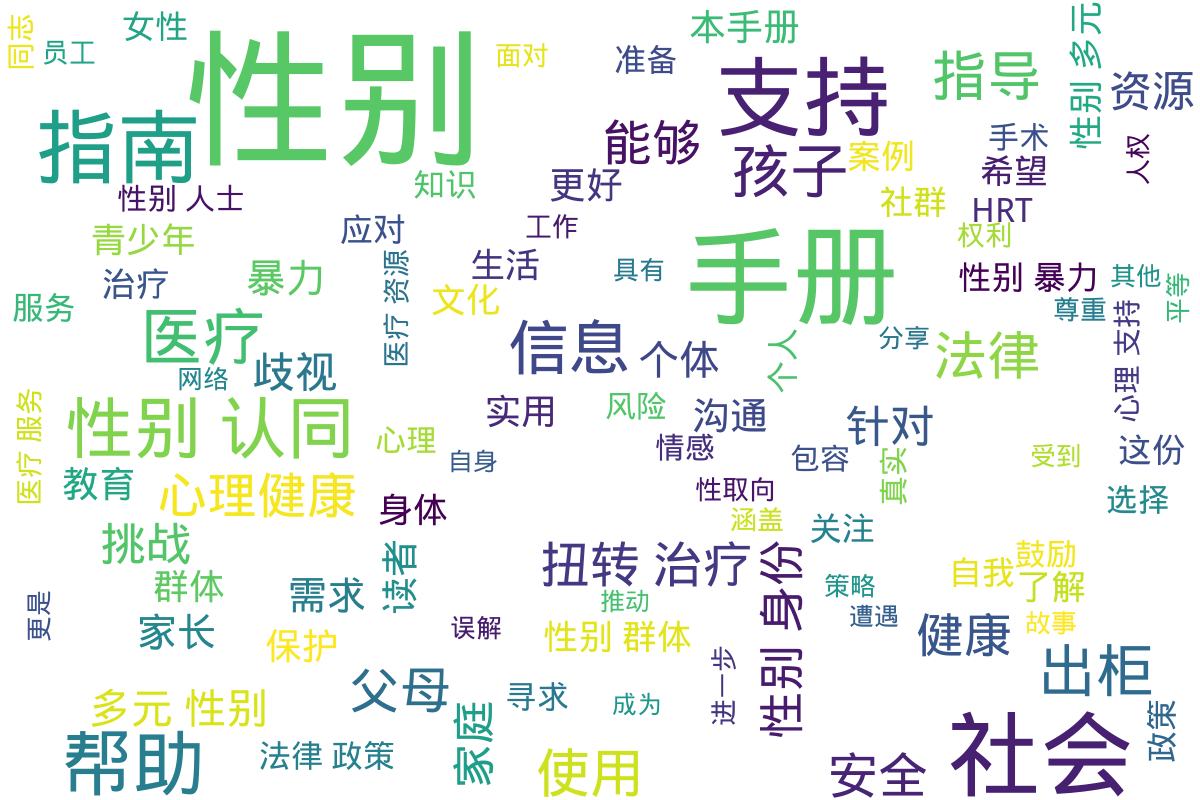 同志
员工
女性
性别
面对
准备
本手册
性别 多元
指南
支持
指导
资源
能够
孩子
案例
手术
人权
性别 人士
知识
更好
希望
社群
HRT
青少年
应对
工作
手册
权利
治疗
暴力
医疗 资源
生活
具有
性别 暴力
其他
平等
服务
文化
尊重
医疗
信息
个体
个人
分享
法律
心理 支持
网络
歧视
医疗 服务
性别 认同
实用
风险
沟通
针对
心理
情感
包容
真实
受到
这份
教育
心理健康
自身
身体
性取向
涵盖
关注
选择
挑战
读者
扭转 治疗
性别 身份
自我
鼓励
了解
群体
需求
推动
策略
更是
家长
保护
误解
性别 群体
遭遇
健康
故事
父母
进一步
出柜
多元 性别
寻求
成为
家庭
政策
帮助
法律 政策
使用
安全
社会